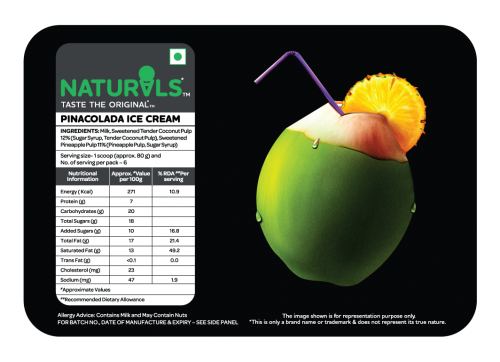 NATURALS*™
TASTE THE ORIGINAL™
PINACOLADA ICE CREAM
INGREDIENTS: Milk, Sweetened Tender Coconut Pulp
12% (Sugar Syrup, Tender Coconut Pulp), Sweetened
Pineapple Pulp 11% (Pineapple Pulp, Sugar Syrup)
Serving size- 1 scoop (approx. 80 g) and
No. of serving per pack – 6
Nutritional Information Approx. *Value per 100g % RDA **Per serving
Energy ( Kcal) 271 10.9
Protein (g) 7
Carbohydrates (g) 20
Total Sugars (g) 18
Added Sugars (g) 10 16.8
Total Fat (g) 17 21.4
Saturated Fat (g) 13 49.2
Trans Fat (g) <0.1 0.0
Cholesterol (mg) 23
Sodium (mg) 47 1.9
*Approximate Values
**Recommended Dietary Allowance
Allergy Advice: Contains Milk and May Contain Nuts
FOR BATCH NO., DATE OF MANUFACTURE & EXPIRY – SEE SIDE PANEL
The image shown is for representation purpose only.
*This is only a brand name or trademark & does not represent its true nature.